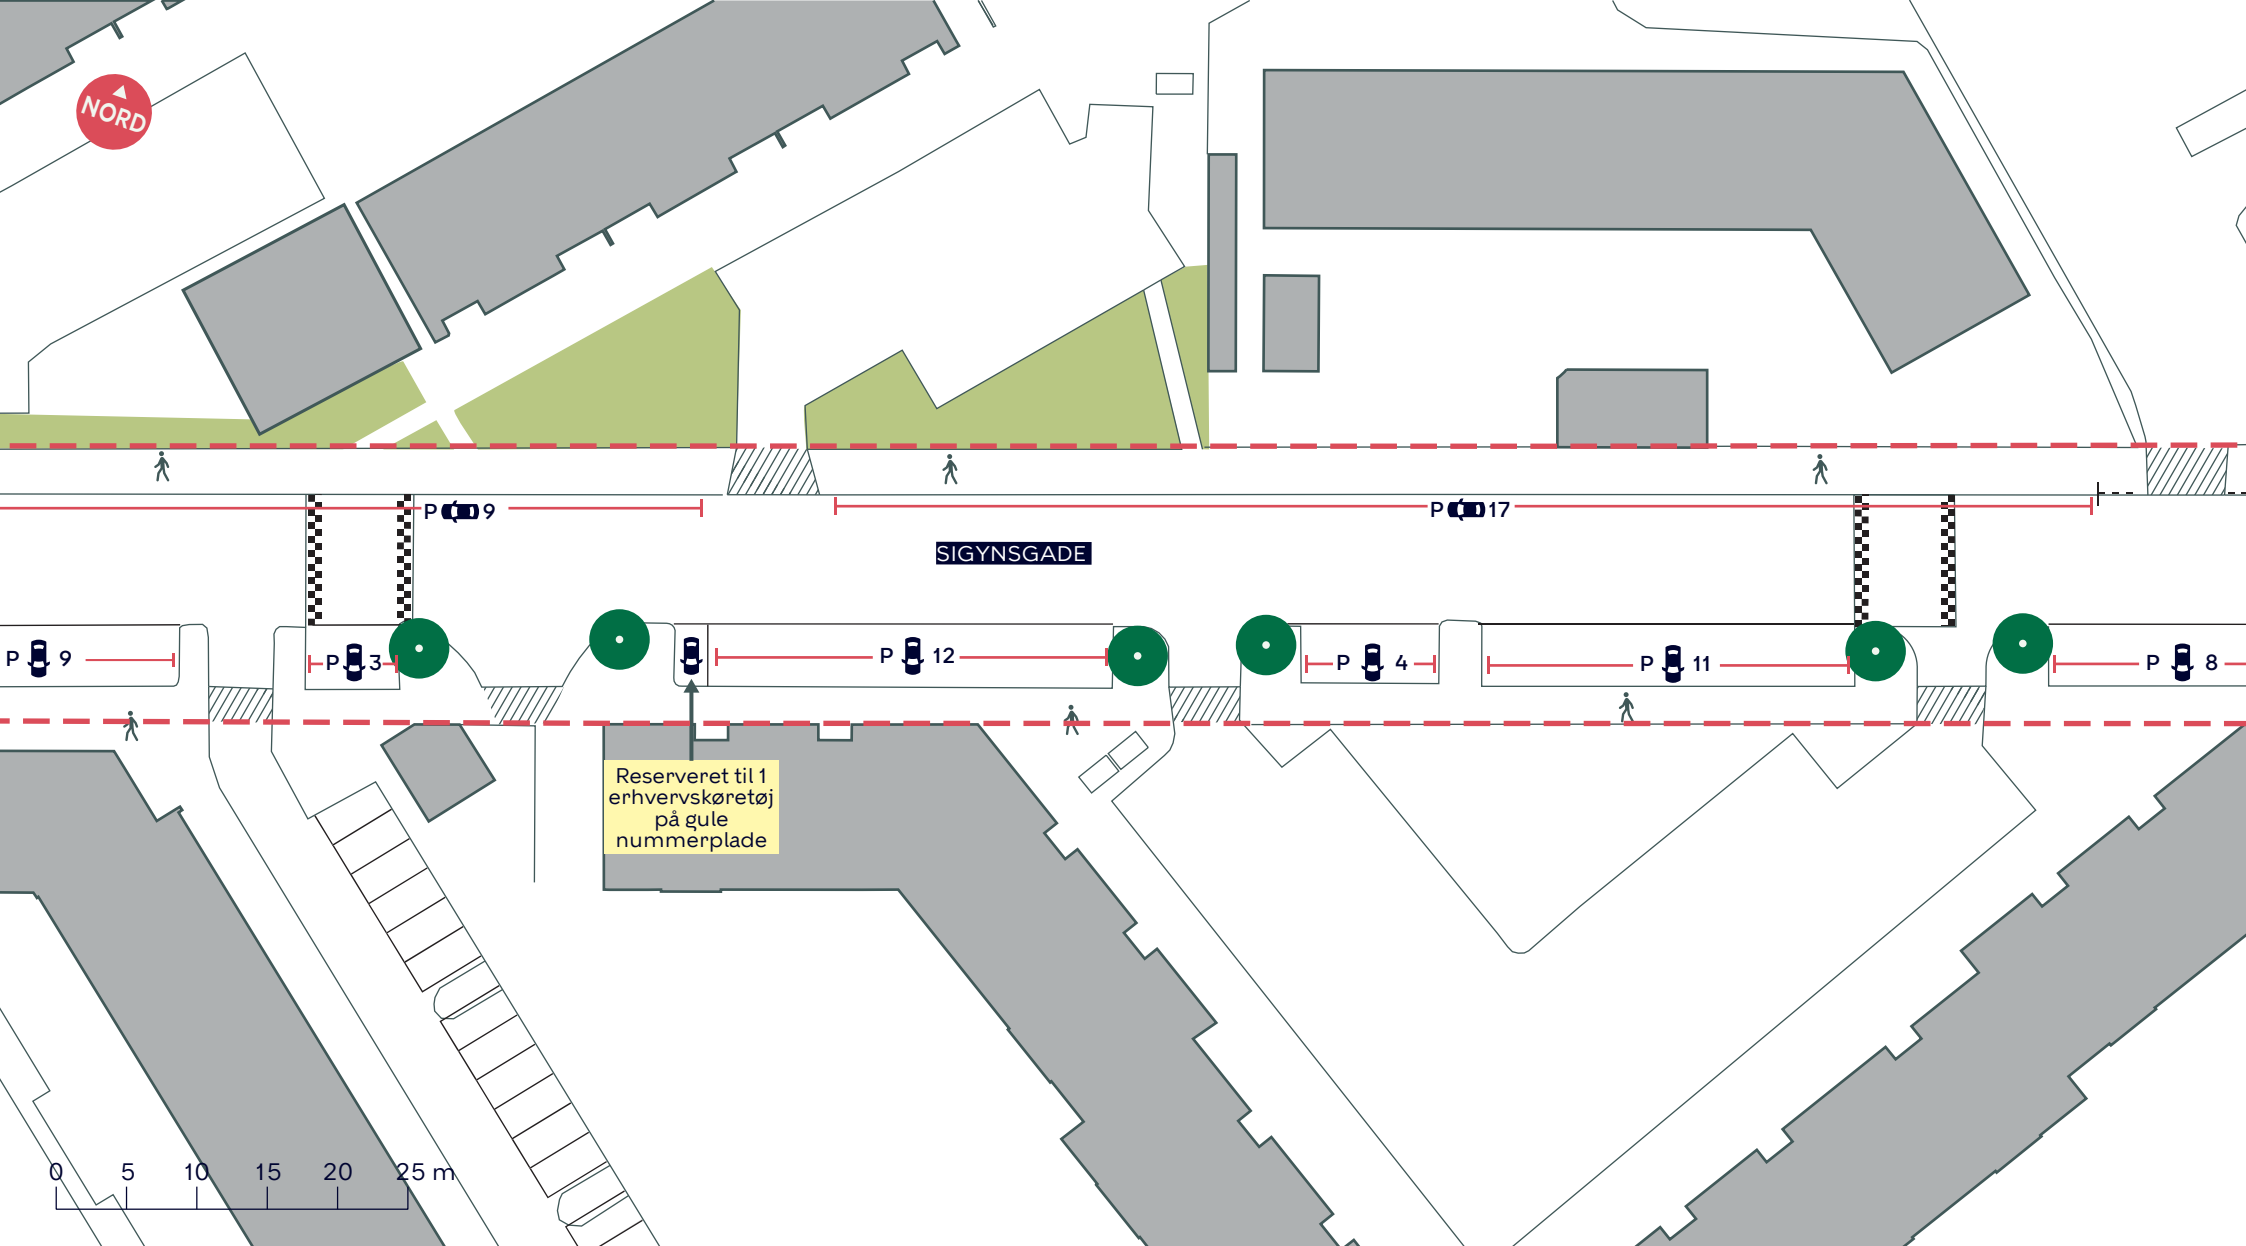 NORD
P 9
P 17
SIGYNSGADE
P 9
P 3
P 12
P 4
P 11
P 8
Reserveret til 1
erhvervskøretøj
på gule
nummerplade
0 5 10 15 20 25 m